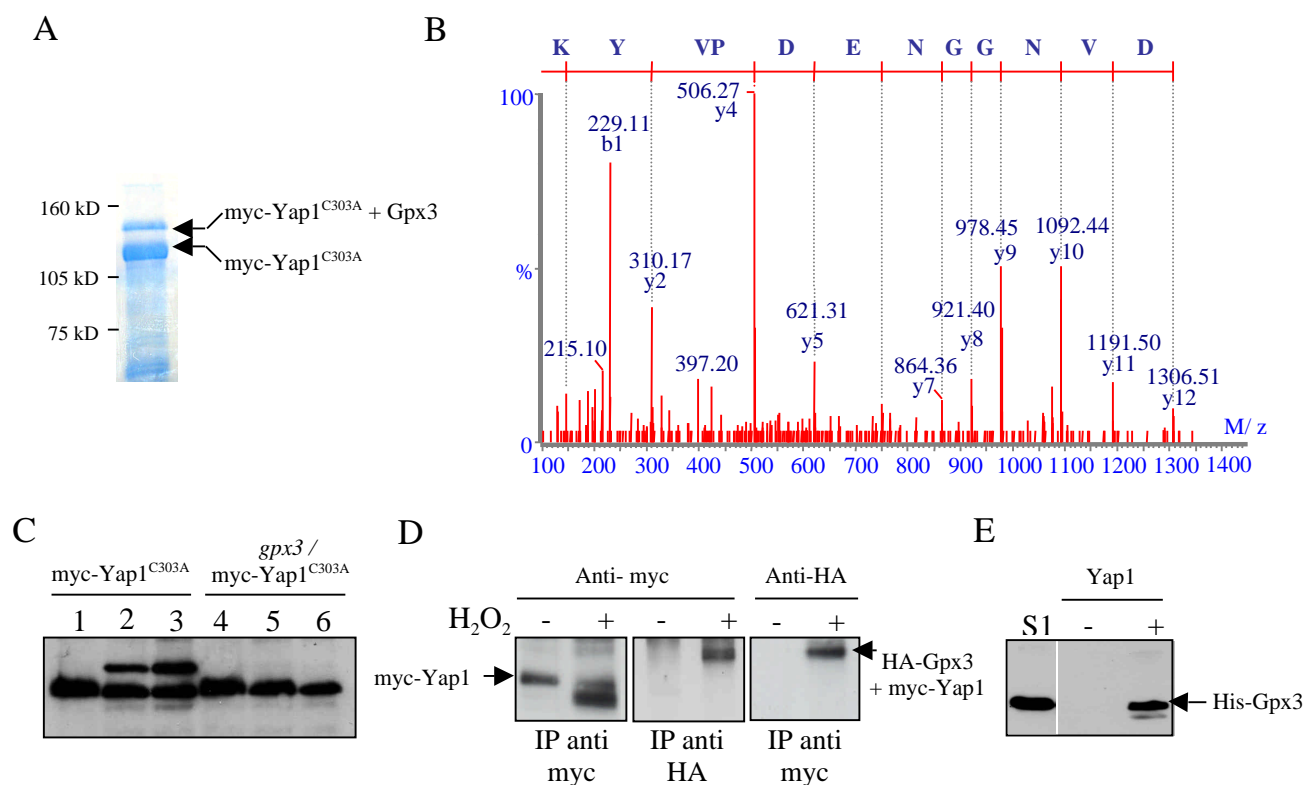 A
160 kD
105 kD
75 kD
myc-Yap1C303A + Gpx3
myc-Yap1C303A
B
K Y VP D E N G G N V D
100
%
0
506.27
y4
229.11
b1
310.17
y2
215.10
397.20
621.31
y5
864.36
y7
921.40
y8
978.45
y9
1092.44
y10
1191.50
y11
1306.51
y12
M/ z
100 200 300 400 500 600 700 800 900 1000 1100 1200 1300 1400
C
myc-Yap1C303A
gpx3 /
myc-Yap1C303A
1 2 3 4 5 6
D
Anti- myc
Anti-HA
H2O2 - + - + - +
myc-Yap1
HA-Gpx3
+ myc-Yap1
IP anti
myc
IP anti
HA
IP anti
myc
E
Yap1
S1 - +
His-Gpx3